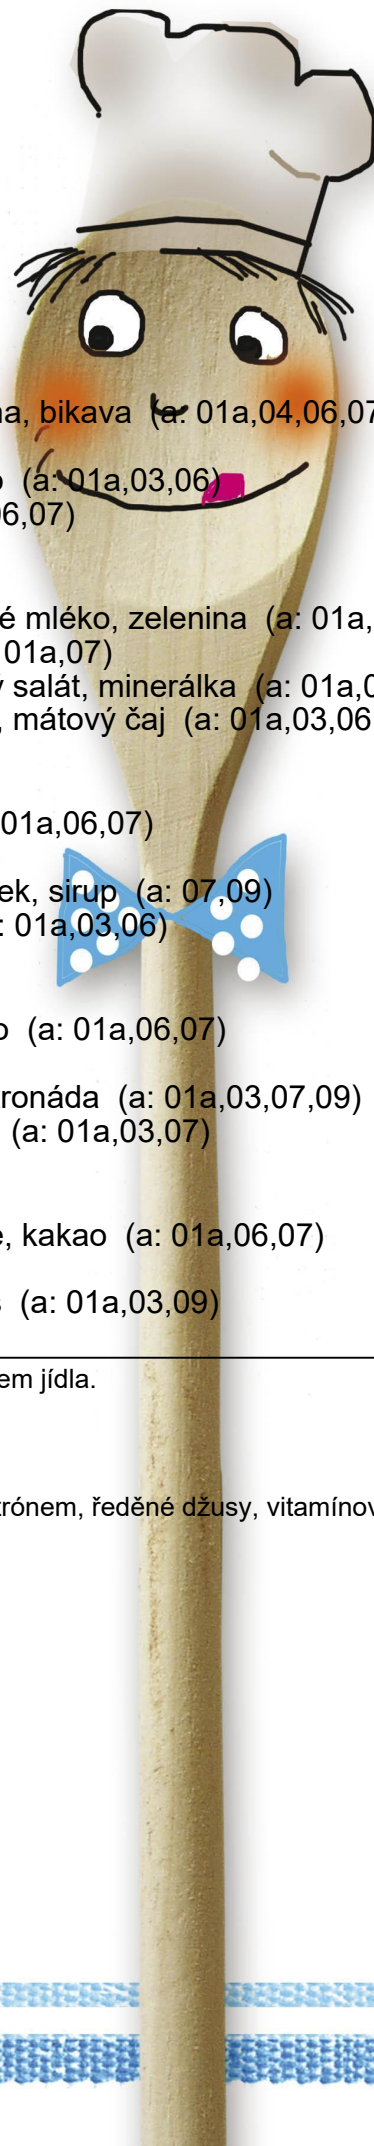 a, bikava (a: 01a,04,06,07
(a: 01a,03,06)
6,07)
é mléko, zelenina (a: 01a,
01a,07)
salát, minerálka (a: 01a,0
, mátový čaj (a: 01a,03,06
01a,06,07)
ek, sirup (a: 07,09)
: 01a,03,06)
o (a: 01a,06,07)
ronáda (a: 01a,03,07,09)
(a: 01a,03,07)
e, kakao (a: 01a,06,07)
s (a: 01a,03,09)
em jídla.
trónem, ředěné džusy, vitamínov